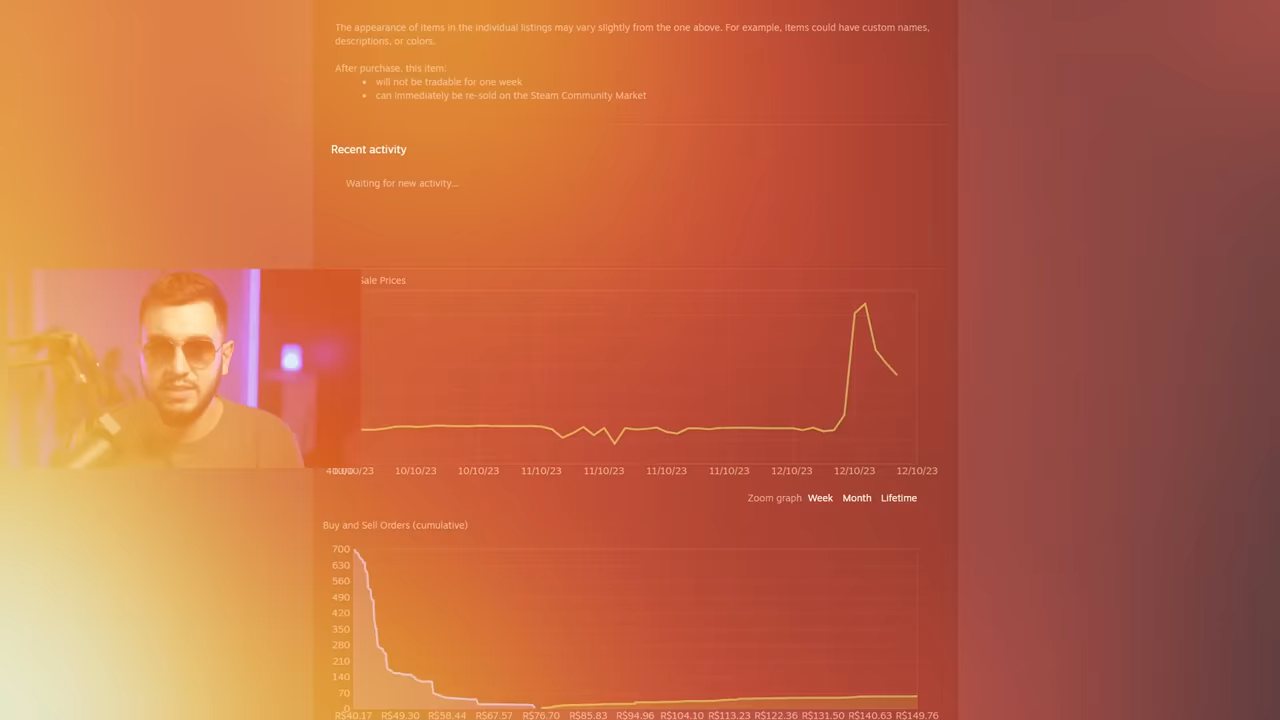 The appearance of items in the individual listings may vary slightly from the one above. For example, items could have custom names,
descriptions, or colors.
After purchase, this item:
• will not be tradable for one week
• can immediately be re-sold on the Steam Community Market
Recent activity
Waiting for new activity...
Sale Prices
10/10/23 10/10/23 11/10/23 11/10/23 11/10/23 11/10/23 12/10/23 12/10/23 12/10/23
Zoom graph Week Month Lifetime
Buy and Sell Orders (cumulative)
700
630
560
490
420
350
280
210
140
70
0
R$40.17 R$49.30 R$58.44 R$67.57 R$76.70 R$85.83 R$94.96 R$104.10 R$113.23 R$122.36 R$131.50 R$140.63 R$149.76